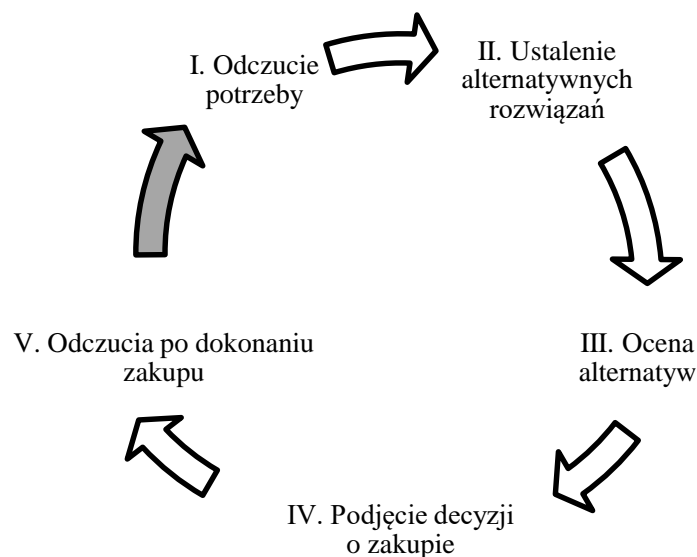 I. Odczucie
potrzeby
II. Ustalenie
alternatywnych
rozwiązań
III. Ocena
alternatyw
IV. Podjęcie decyzji
o zakupie
V. Odczucia po dokonaniu
zakupu